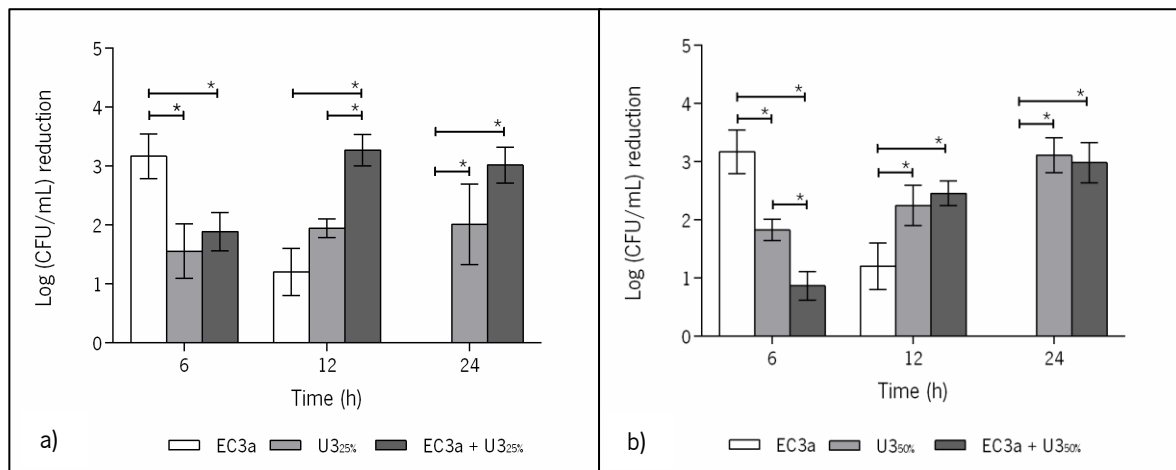 5
4
3
2
1
0
Log (CFU/mL) reduction
* * * * * *
6 12 24
Time (h)
a)
EC3a U325% EC3a + U325%
5
4
3
2
1
0
Log (CFU/mL) reduction
* * * * * * *
6 12 24
Time (h)
b)
EC3a U350% EC3a + U350%